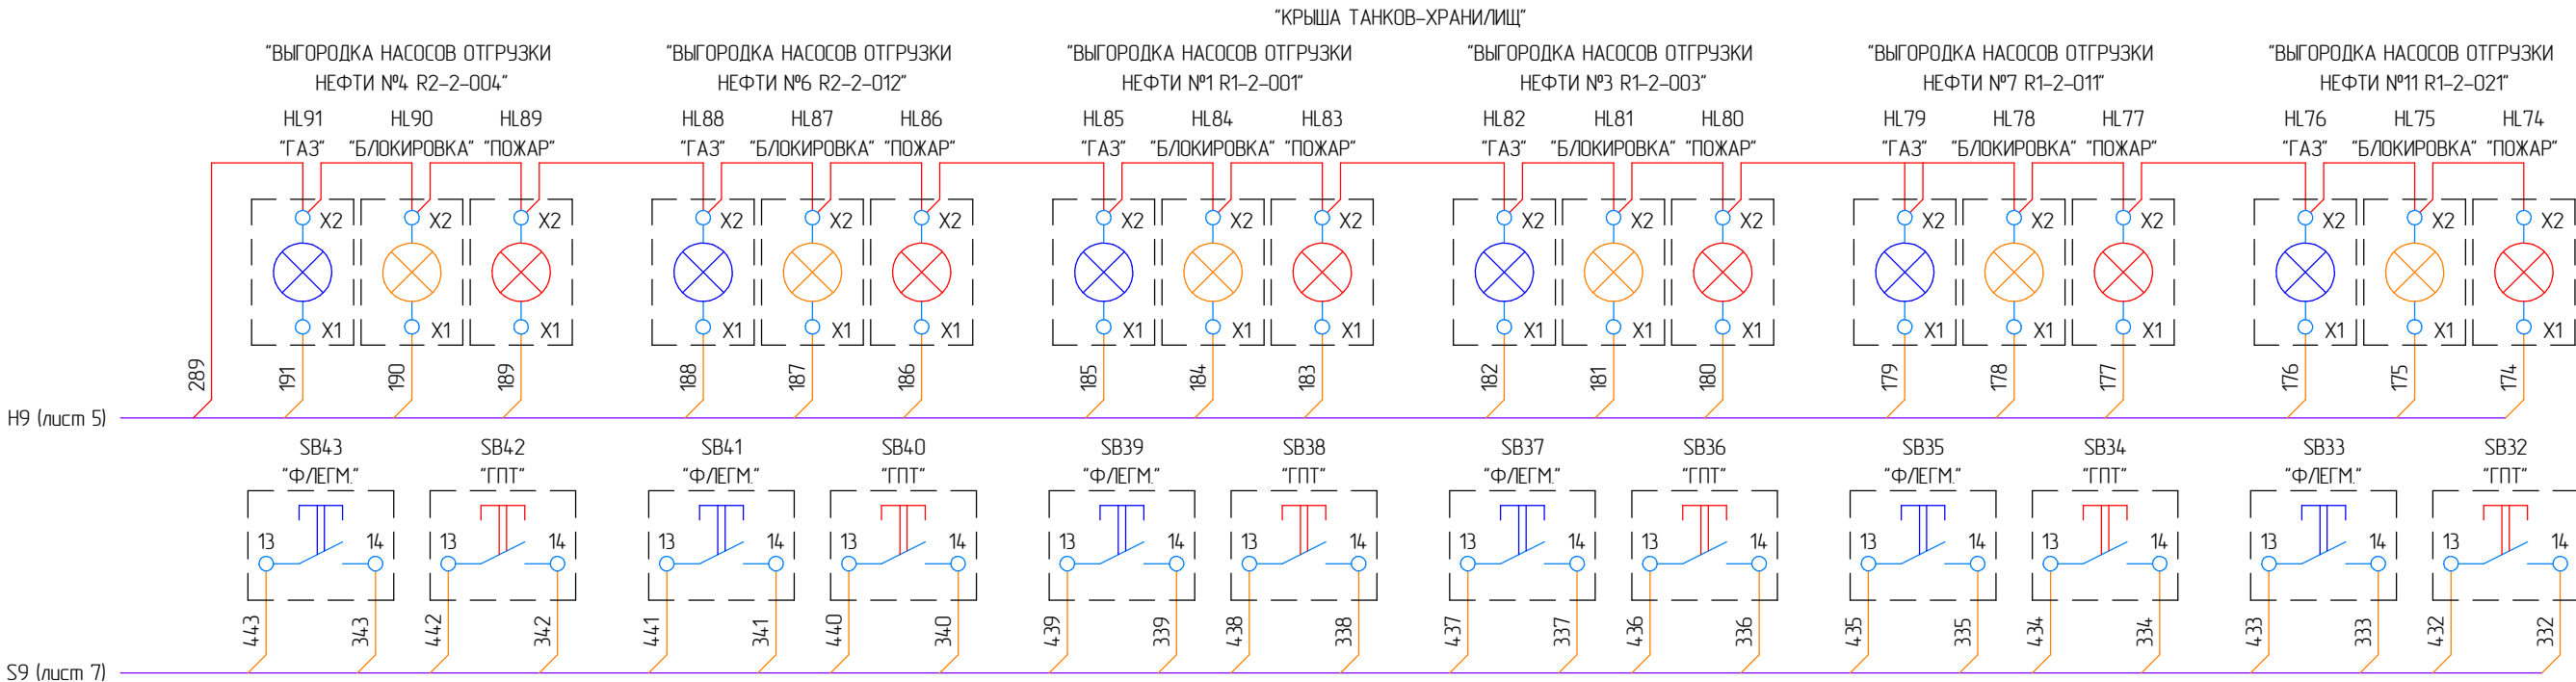 "КРЫША ТАНКОВ-ХРАНИЛИЩ"
"ВЫГОРОДКА НАСОСОВ ОТГРУЗКИ
НЕФТИ №4 R2-2-004"
"ВЫГОРОДКА НАСОСОВ ОТГРУЗКИ
НЕФТИ №6 R2-2-012"
"ВЫГОРОДКА НАСОСОВ ОТГРУЗКИ
НЕФТИ №1 R1-2-001"
"ВЫГОРОДКА НАСОСОВ ОТГРУЗКИ
НЕФТИ №3 R1-2-003"
"ВЫГОРОДКА НАСОСОВ ОТГРУЗКИ
НЕФТИ №7 R1-2-011"
"ВЫГОРОДКА НАСОСОВ ОТГРУЗКИ
НЕФТИ №11 R1-2-021"
HL91 HL90 HL89 HL88 HL87 HL86 HL85 HL84 HL83 HL82 HL81 HL80 HL79 HL78 HL77 HL76 HL75 HL74
"ГАЗ" "БЛОКИРОВКА" "ПОЖАР" "ГАЗ" "БЛОКИРОВКА" "ПОЖАР" "ГАЗ" "БЛОКИРОВКА" "ПОЖАР" "ГАЗ" "БЛОКИРОВКА" "ПОЖАР" "ГАЗ" "БЛОКИРОВКА" "ПОЖАР" "ГАЗ" "БЛОКИРОВКА" "ПОЖАР"
X2 X2 X2 X2 X2 X2 X2 X2 X2 X2 X2 X2 X2 X2 X2 X2 X2 X2
X1 X1 X1 X1 X1 X1 X1 X1 X1 X1 X1 X1 X1 X1 X1 X1 X1 X1
289 191 190 189 188 187 186 185 184 183 182 181 180 179 178 177 176 175 174
H9 (лист 5)
SB43 SB42 SB41 SB40 SB39 SB38 SB37 SB36 SB35 SB34 SB33 SB32
"ФЛЕГМ." "ГПТ" "ФЛЕГМ." "ГПТ" "ФЛЕГМ." "ГПТ" "ФЛЕГМ." "ГПТ" "ФЛЕГМ." "ГПТ" "ФЛЕГМ." "ГПТ"
13 14 13 14 13 14 13 14 13 14 13 14 13 14 13 14 13 14 13 14 13 14 13 14
443 343 442 342 441 341 440 340 439 339 438 338 437 337 436 336 435 335 434 334 433 333 432 332
S9 (лист 7)